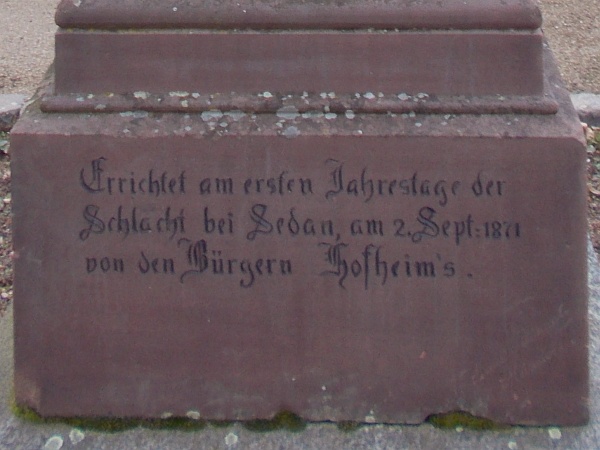 Errichtet am ersten Jahrestage der
Schlacht bei Sedan, am 2. Sept: 1871
von den Bürgern Hofheim's.